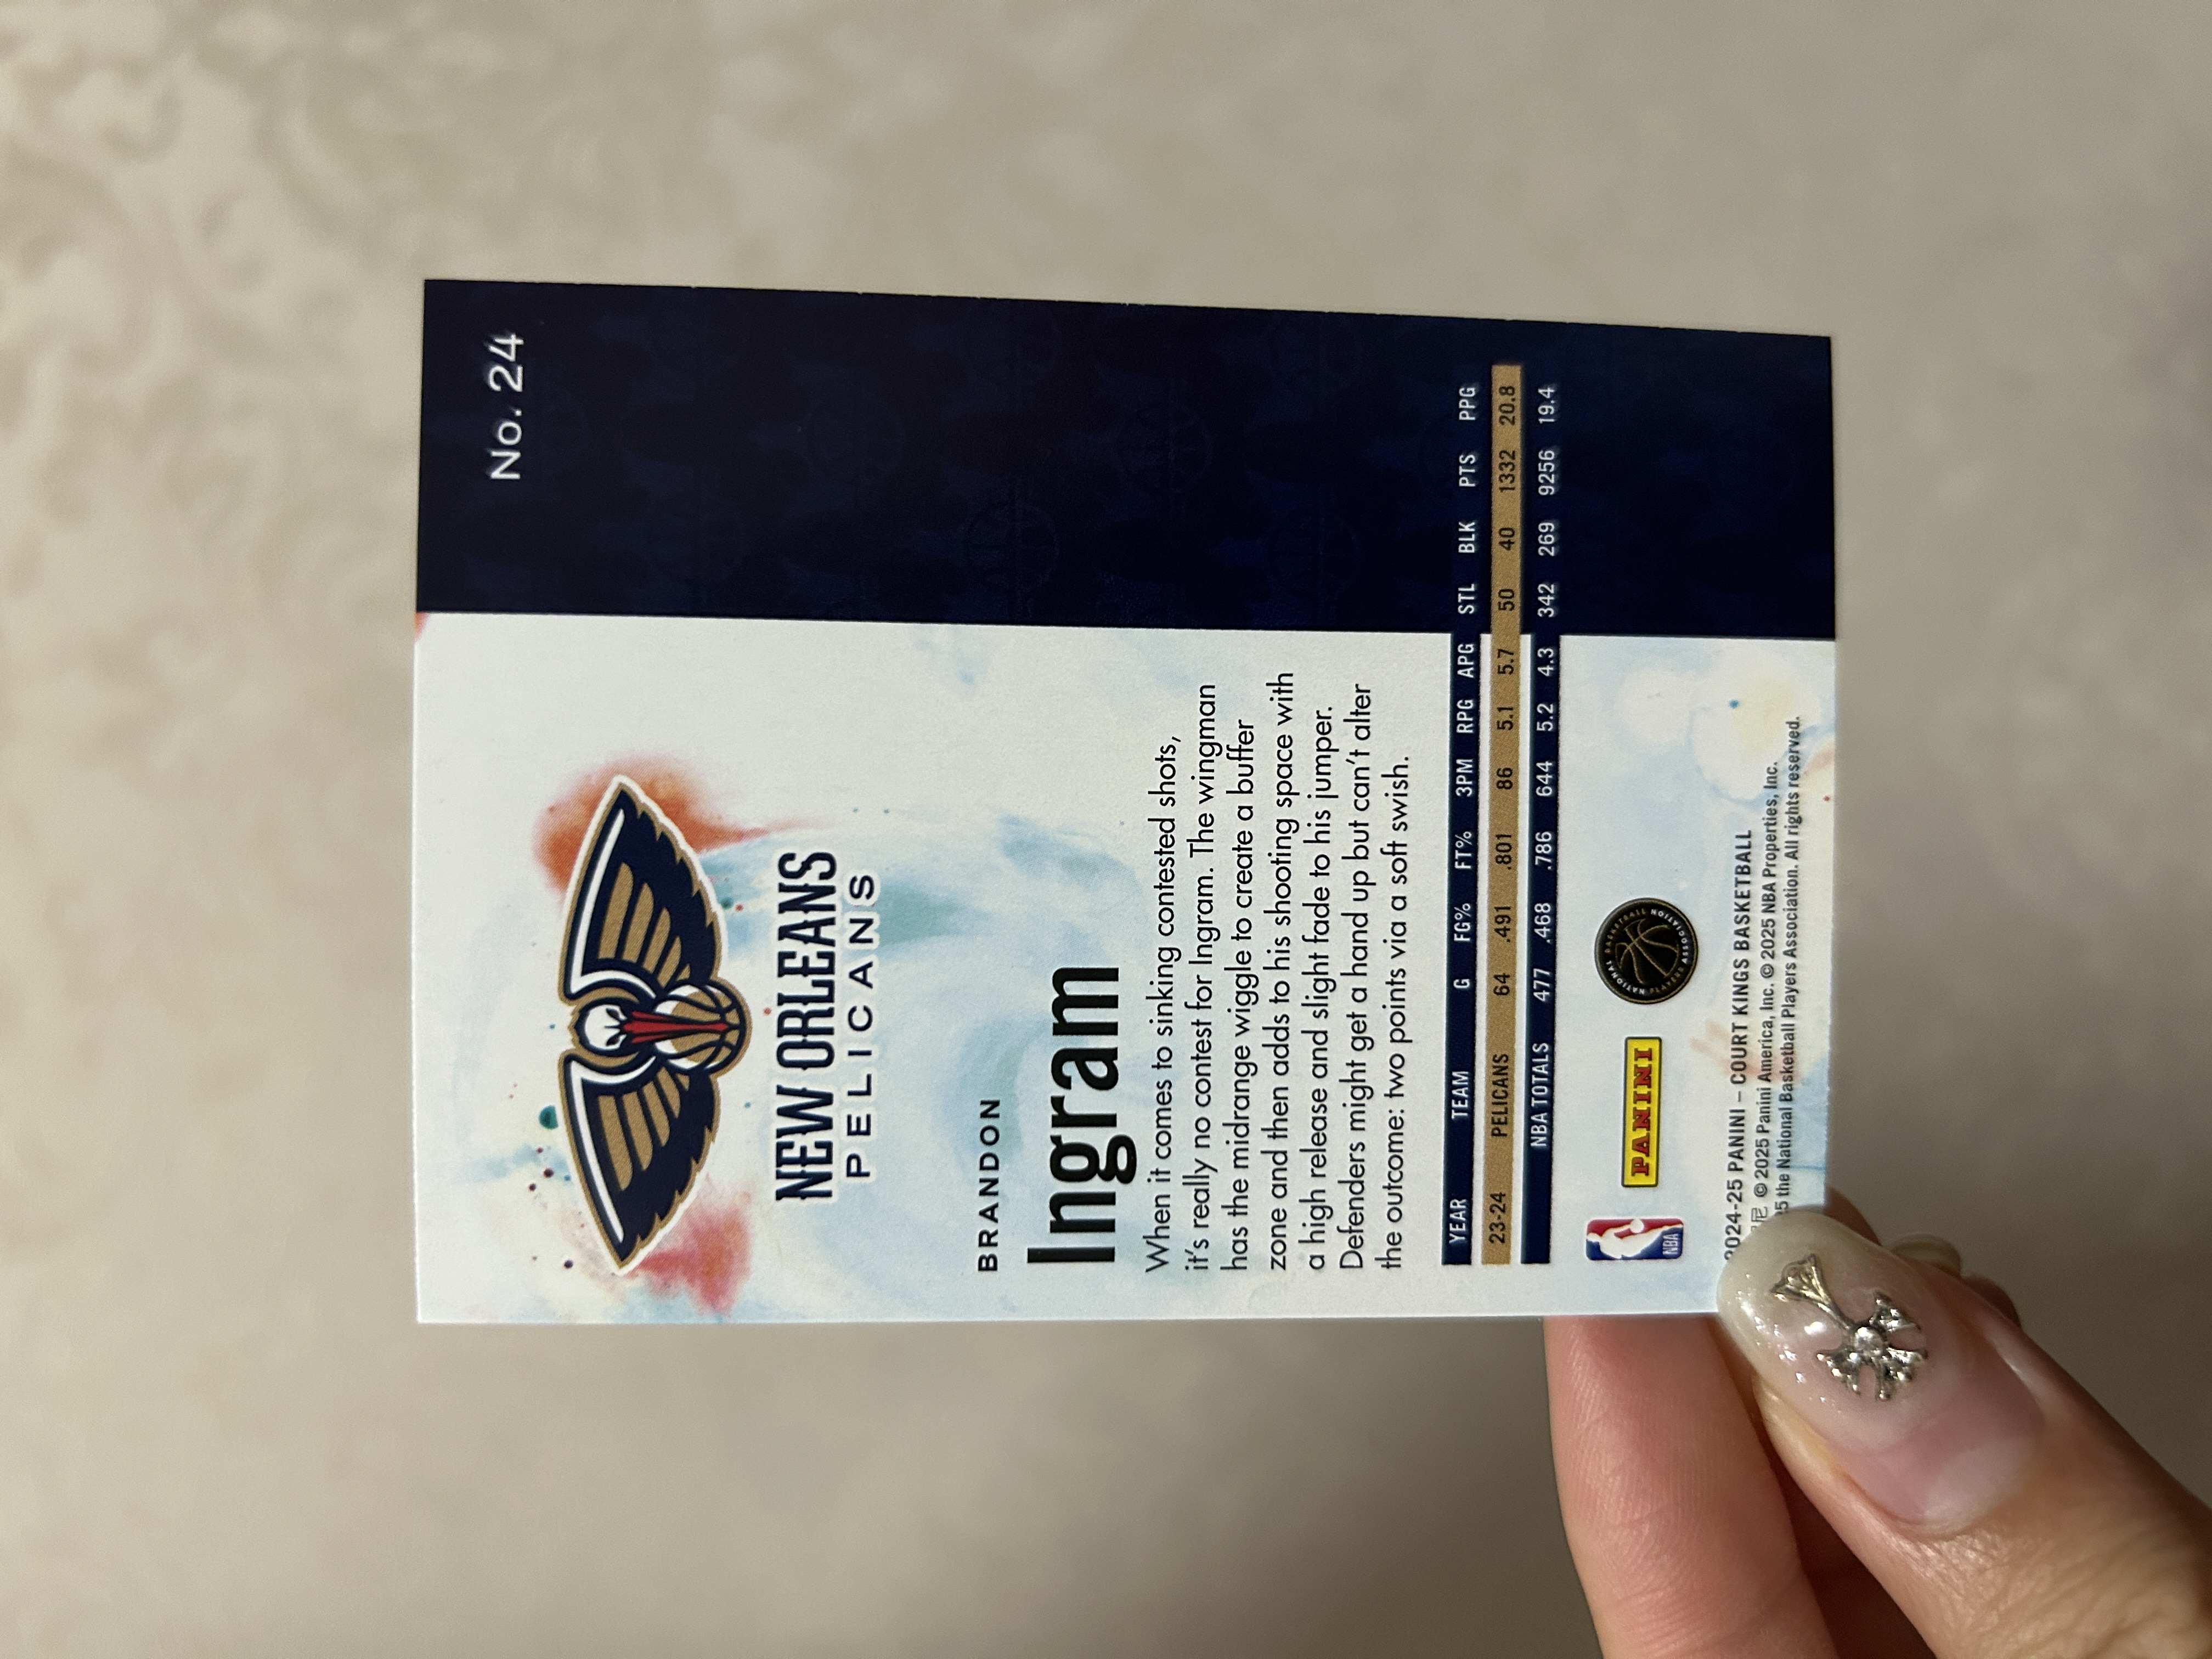 No. 24
NEW ORLEANS
PELICANS
BRANDON
Ingram
When it comes to sinking contested shots,
it's really no contest for Ingram. The wingman
has the midrange wiggle to create a buffer
zone and then adds to his shooting space with
a high release and slight fade to his jumper.
Defenders might get a hand up but can't alter
the outcome: two points via a soft swish.
YEAR TEAM G FG% FT% 3PM RPG APG STL BLK PTS PPG
23-24 PELICANS 64 .491 .801 86 5.1 5.7 50 40 1332 20.8
NBA TOTALS 477 .468 .786 644 5.2 4.3 342 269 9256 19.4
NBA
PANINI
NATIONAL BASKETBALL PLAYERS ASSOCIATION
2024-25 PANINI – COURT KINGS BASKETBALL
尼 © 2025 Panini America, Inc. © 2025 NBA Properties, Inc.
the National Basketball Players Association. All rights reserved.